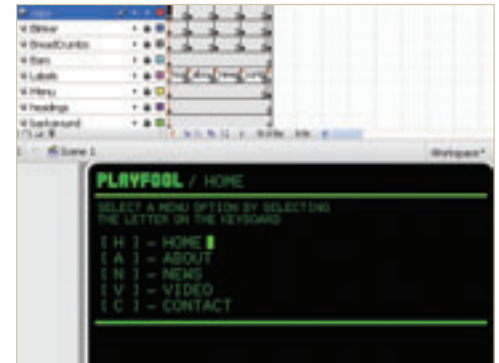 Blinker
BreadCrumbs
Bars
Labels
Menu
headings
background
Scene 1
Workspace
PLAYFOOL / HOME
SELECT A MENU OPTION BY SELECTING
THE LETTER ON THE KEYBOARD
[ H ] - HOME
[ A ] - ABOUT
[ N ] - NEWS
[ V ] - VIDEO
[ C ] - CONTACT